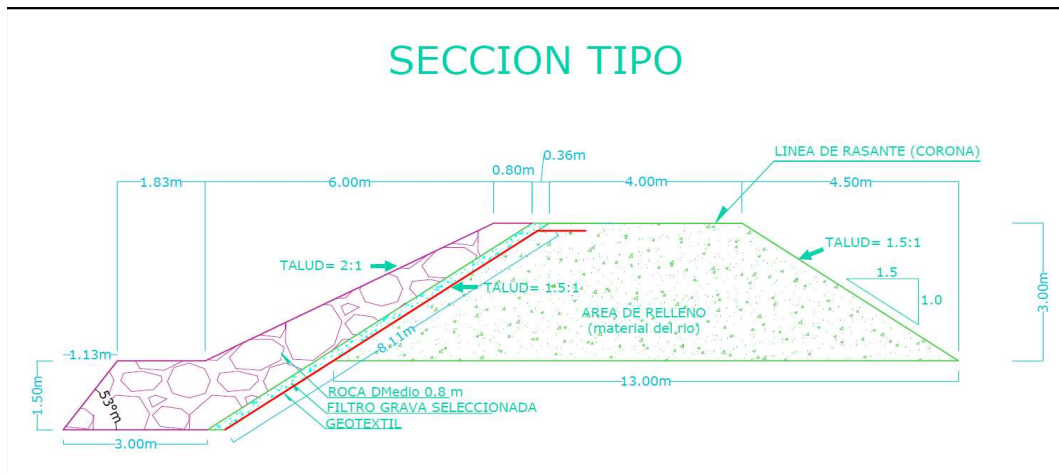 SECCION TIPO
0.36m
LINEA DE RASANTE (CORONA)
1.83m
6.00m
0.80m
4.00m
4.50m
TALUD= 2:1
TALUD= 1.5:1
TALUD= 1.5:1
1.5
1.0
3.00m
AREA DE RELLENO
(material del rio)
8.11m
1.13m
13.00m
1.50m
53°m
ROCA DMedio 0.8 m
FILTRO GRAVA SELECCIONADA
GEOTEXTIL
3.00m